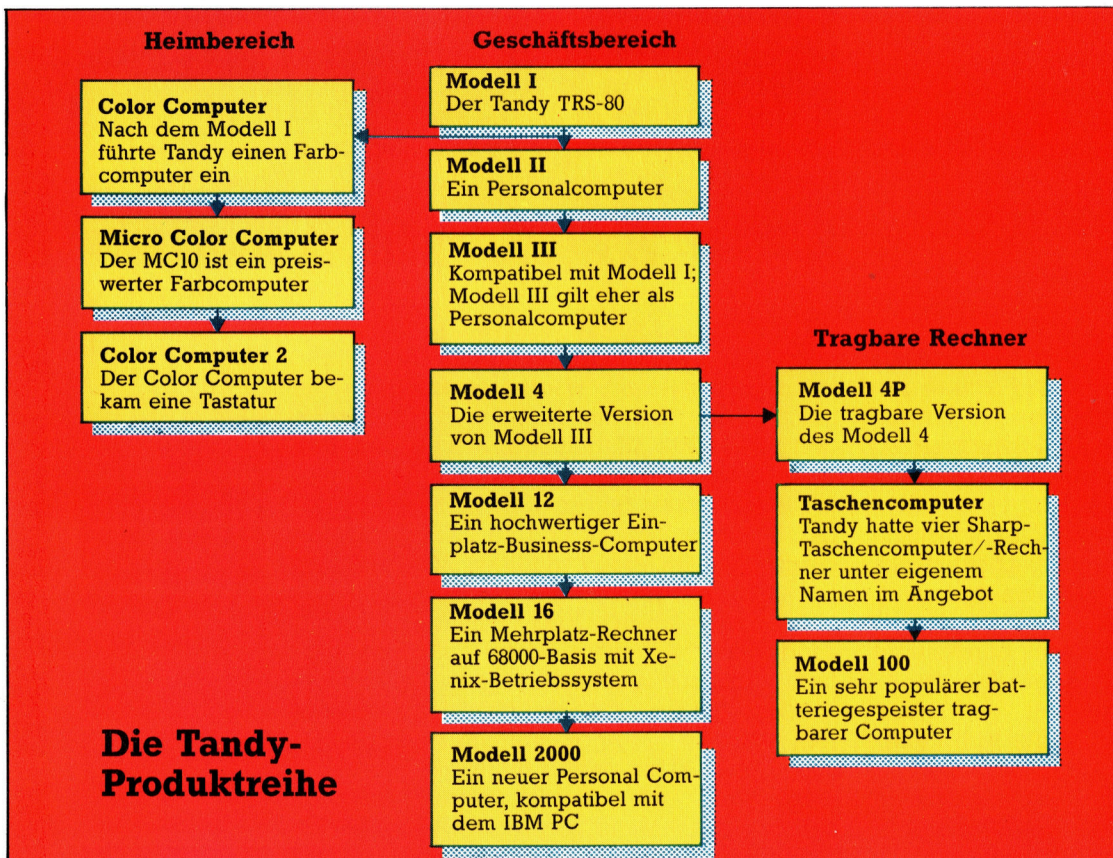 Heimbereich
Color Computer
Nach dem Modell I
führte Tandy einen Farb-
computer ein
Micro Color Computer
Der MC10 ist ein preis-
werter Farbcomputer
Color Computer 2
Der Color Computer be-
kam eine Tastatur
Geschäftsbereich
Modell I
Der Tandy TRS-80
Modell II
Ein Personalcomputer
Modell III
Kompatibel mit Modell I;
Modell III gilt eher als
Personalcomputer
Modell 4
Die erweiterte Version
von Modell III
Modell 12
Ein hochwertiger Ein-
platz-Business-Computer
Modell 16
Ein Mehrplatz-Rechner
auf 68000-Basis mit Xe-
nix-Betriebssystem
Modell 2000
Ein neuer Personal Com-
puter, kompatibel mit
dem IBM PC
Tragbare Rechner
Modell 4P
Die tragbare Version
des Modell 4
Taschencomputer
Tandy hatte vier Sharp-
Taschencomputer/-Rech-
ner unter eigenem
Namen im Angebot
Modell 100
Ein sehr populärer bat-
teriegespeister trag-
barer Computer
Die Tandy-
Produktreihe